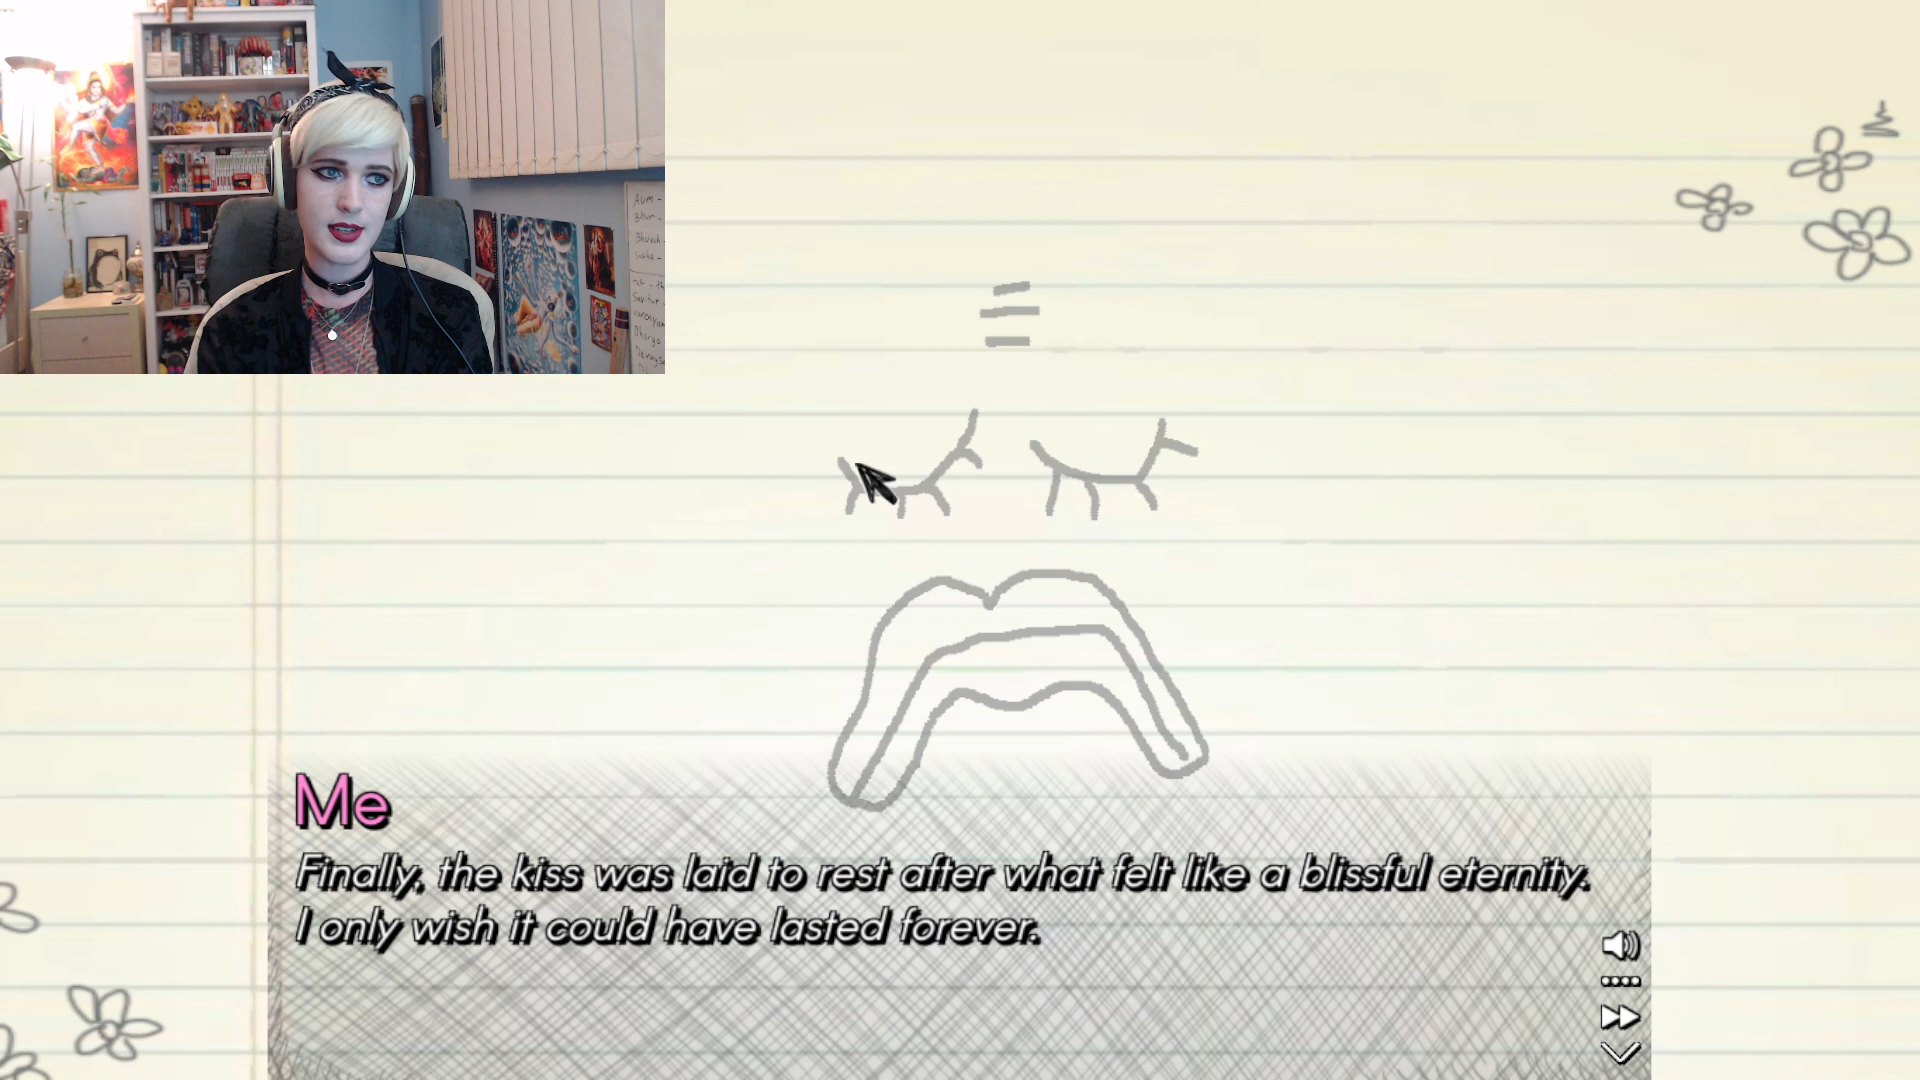 Aum -
Me
Finally, the kiss was laid to rest after what felt like a blissful eternity.
I only wish it could have lasted forever.